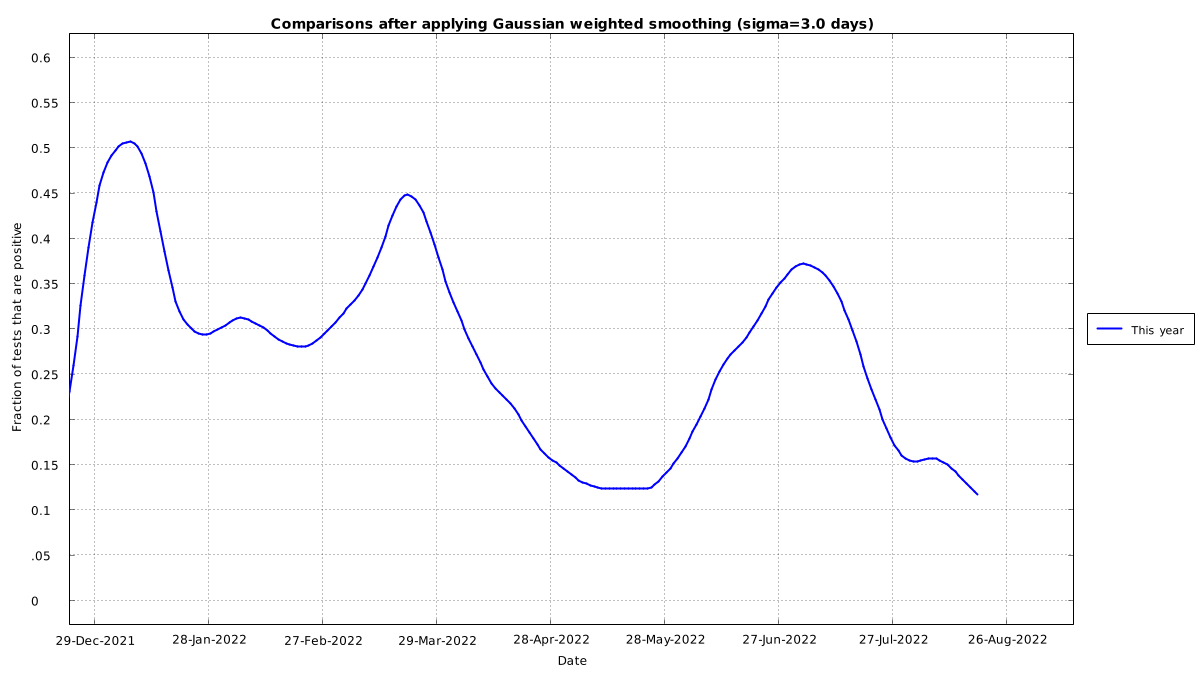 Comparisons after applying Gaussian weighted smoothing (sigma=3.0 days)
0.6
0.55
0.5
0.45
0.4
0.35
0.3
0.25
0.2
0.15
0.1
.05
0
Fraction of tests that are positive
29-Dec-2021 28-Jan-2022 27-Feb-2022 29-Mar-2022 28-Apr-2022 28-May-2022 27-Jun-2022 27-Jul-2022 26-Aug-2022
Date
This year